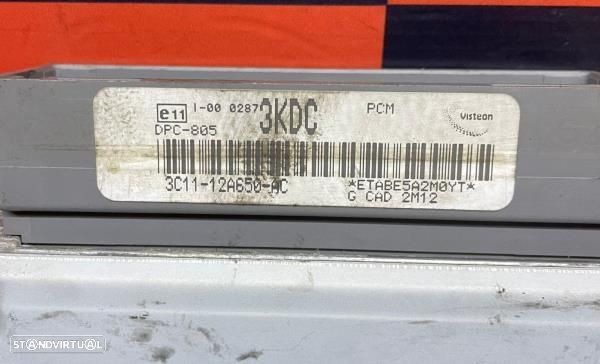 e11 I-00 0287 3KDC PCM Visteon
DPC-805
3C11-12A650-AC *ETABE5A2M0YT*
G CAD 2M12
STANDVIRTUAL